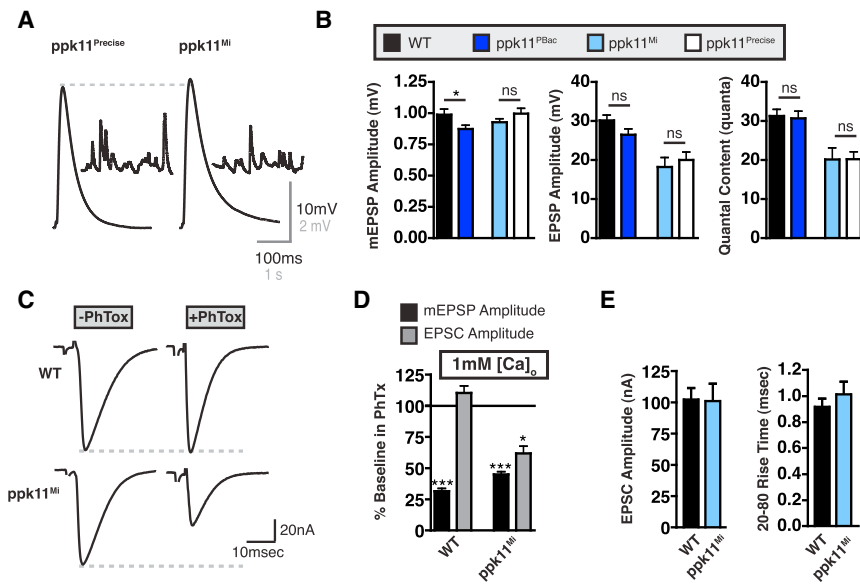 A
ppk11Precise
ppk11Mi
10mV
2 mV
100ms
1 s
B
WT
ppk11PBac
ppk11Mi
ppk11Precise
mEPSP Amplitude (mV)
1.25
1.00
0.75
0.50
0.25
0.00
*
ns
EPSP Amplitude (mV)
40
30
20
10
0
ns
ns
Quantal Content (quanta)
40
30
20
10
0
ns
ns
C
-PhTox
+PhTox
WT
ppk11Mi
20nA
10msec
D
mEPSP Amplitude
EPSC Amplitude
1mM [Ca]o
% Baseline in PhTx
125
100
75
50
25
0
***
***
*
WT
ppk11Mi
E
EPSC Amplitude (nA)
125
100
75
50
25
0
WT
ppk11Mi
20-80 Rise Time (msec)
1.2
1.0
0.8
0.6
0.4
0.2
0.0
WT
ppk11Mi